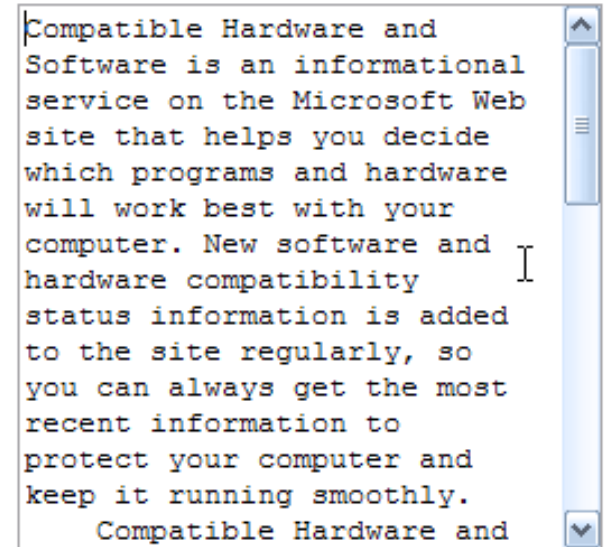 Compatible Hardware and
Software is an informational
service on the Microsoft Web
site that helps you decide
which programs and hardware
will work best with your
computer. New software and
hardware compatibility
status information is added
to the site regularly, so
you can always get the most
recent information to
protect your computer and
keep it running smoothly.
    Compatible Hardware and